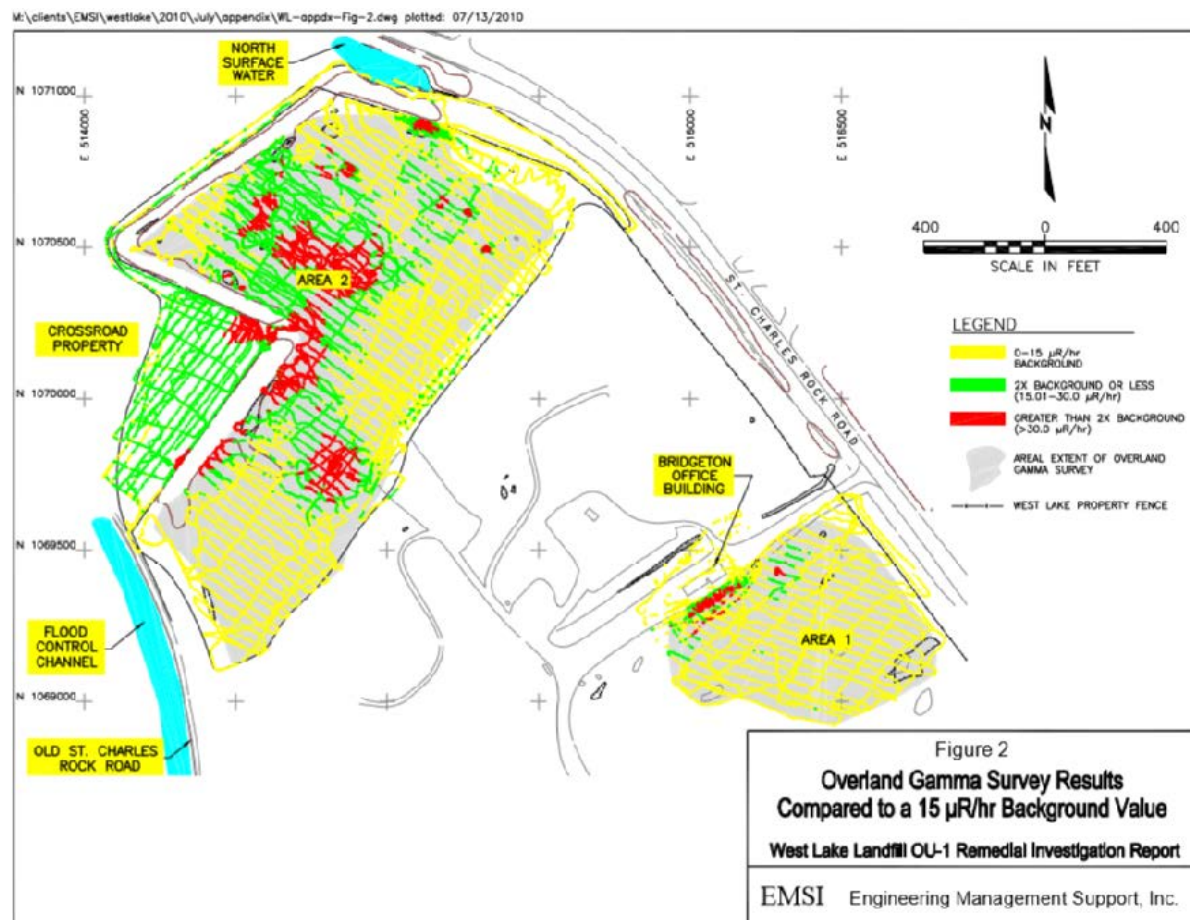 M:\clients\EMSI\westlake\2010\July\appendix\WL-appdx-Fig-2.dwg plotted: 07/13/2010
NORTH
SURFACE
WATER
N 1071000
E 514000
E 516000
E 516500
N
400 0 400
SCALE IN FEET
N 1070500
AREA 2
ST. CHARLES ROCK ROAD
CROSSROAD
PROPERTY
LEGEND
0-15 µR/hr
BACKGROUND
2X BACKGROUND OR LESS
(15.01-30.0 µR/hr)
GREATER THAN 2X BACKGROUND
(>30.0 µR/hr)
AREAL EXTENT OF OVERLAND
GAMMA SURVEY
WEST LAKE PROPERTY FENCE
N 1070000
BRIDGETON
OFFICE
BUILDING
N 1069500
FLOOD
CONTROL
CHANNEL
AREA 1
N 1069000
OLD ST. CHARLES
ROCK ROAD
Figure 2
Overland Gamma Survey Results
Compared to a 15 µR/hr Background Value
West Lake Landfill OU-1 Remedial Investigation Report
EMSI Engineering Management Support, Inc.